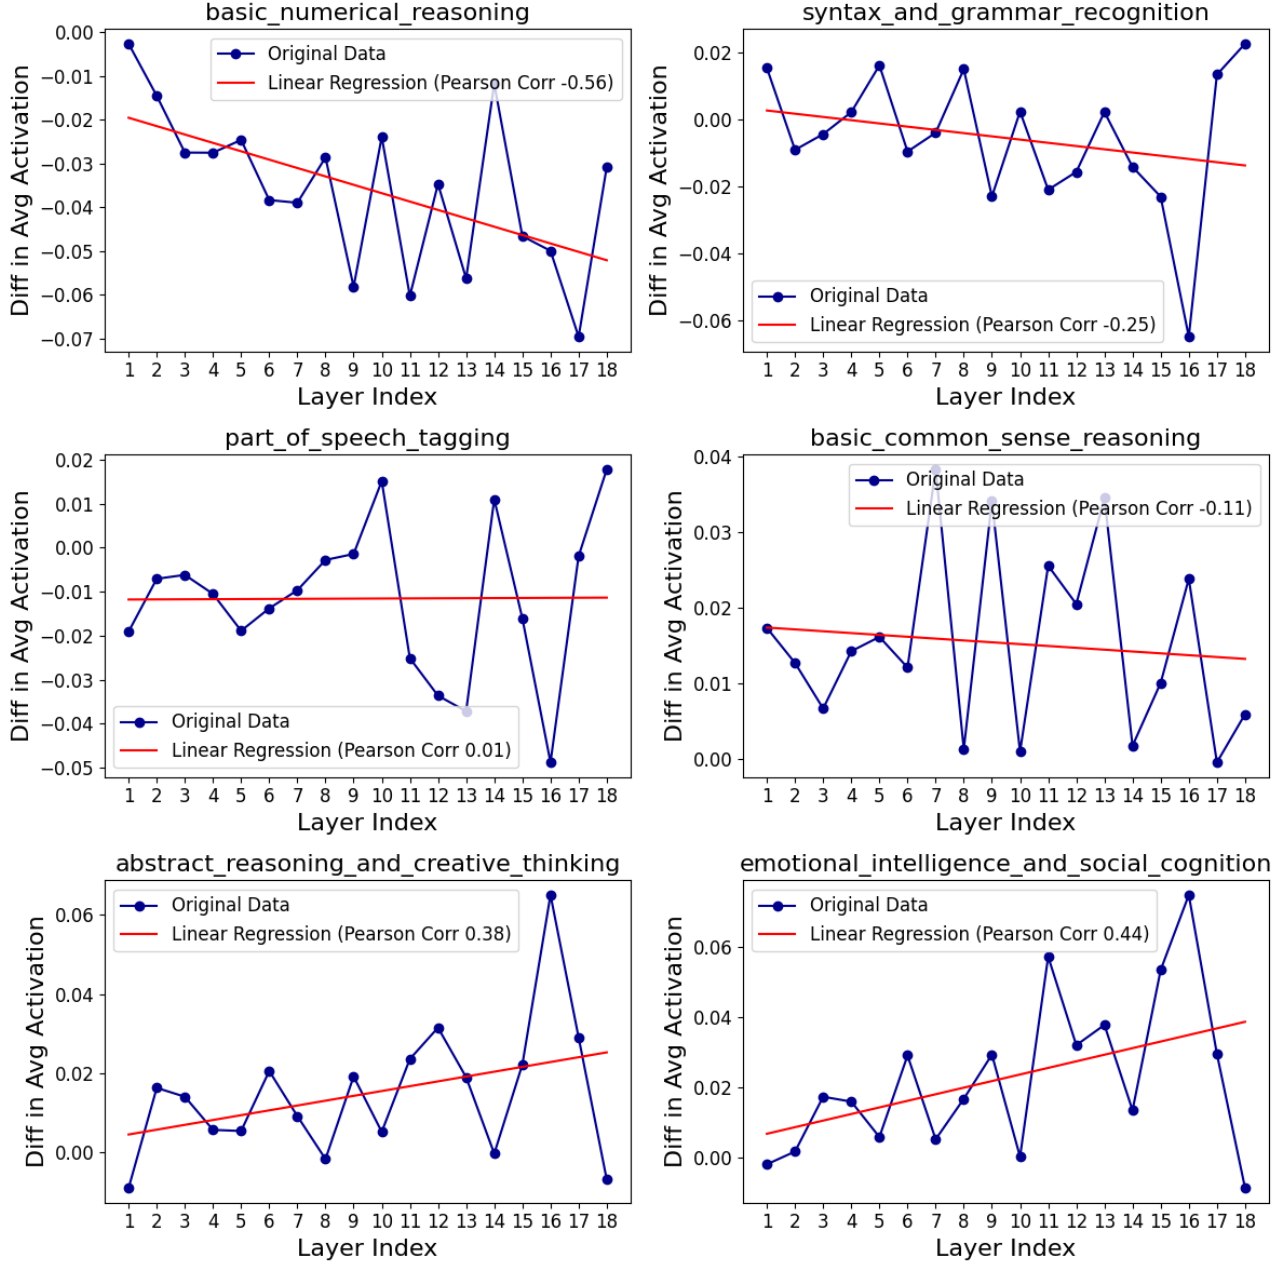 basic_numerical_reasoning
Diff in Avg Activation
0.00
−0.01
−0.02
−0.03
−0.04
−0.05
−0.06
−0.07
Original Data
Linear Regression (Pearson Corr -0.56)
1 2 3 4 5 6 7 8 9 10 11 12 13 14 15 16 17 18
Layer Index
syntax_and_grammar_recognition
Diff in Avg Activation
0.02
0.00
−0.02
−0.04
−0.06
Original Data
Linear Regression (Pearson Corr -0.25)
1 2 3 4 5 6 7 8 9 10 11 12 13 14 15 16 17 18
Layer Index
part_of_speech_tagging
Diff in Avg Activation
0.02
0.01
0.00
−0.01
−0.02
−0.03
−0.04
−0.05
Original Data
Linear Regression (Pearson Corr 0.01)
1 2 3 4 5 6 7 8 9 10 11 12 13 14 15 16 17 18
Layer Index
basic_common_sense_reasoning
Diff in Avg Activation
0.04
0.03
0.02
0.01
0.00
Original Data
Linear Regression (Pearson Corr -0.11)
1 2 3 4 5 6 7 8 9 10 11 12 13 14 15 16 17 18
Layer Index
abstract_reasoning_and_creative_thinking
Diff in Avg Activation
0.06
0.04
0.02
0.00
Original Data
Linear Regression (Pearson Corr 0.38)
1 2 3 4 5 6 7 8 9 10 11 12 13 14 15 16 17 18
Layer Index
emotional_intelligence_and_social_cognition
Diff in Avg Activation
0.06
0.04
0.02
0.00
Original Data
Linear Regression (Pearson Corr 0.44)
1 2 3 4 5 6 7 8 9 10 11 12 13 14 15 16 17 18
Layer Index